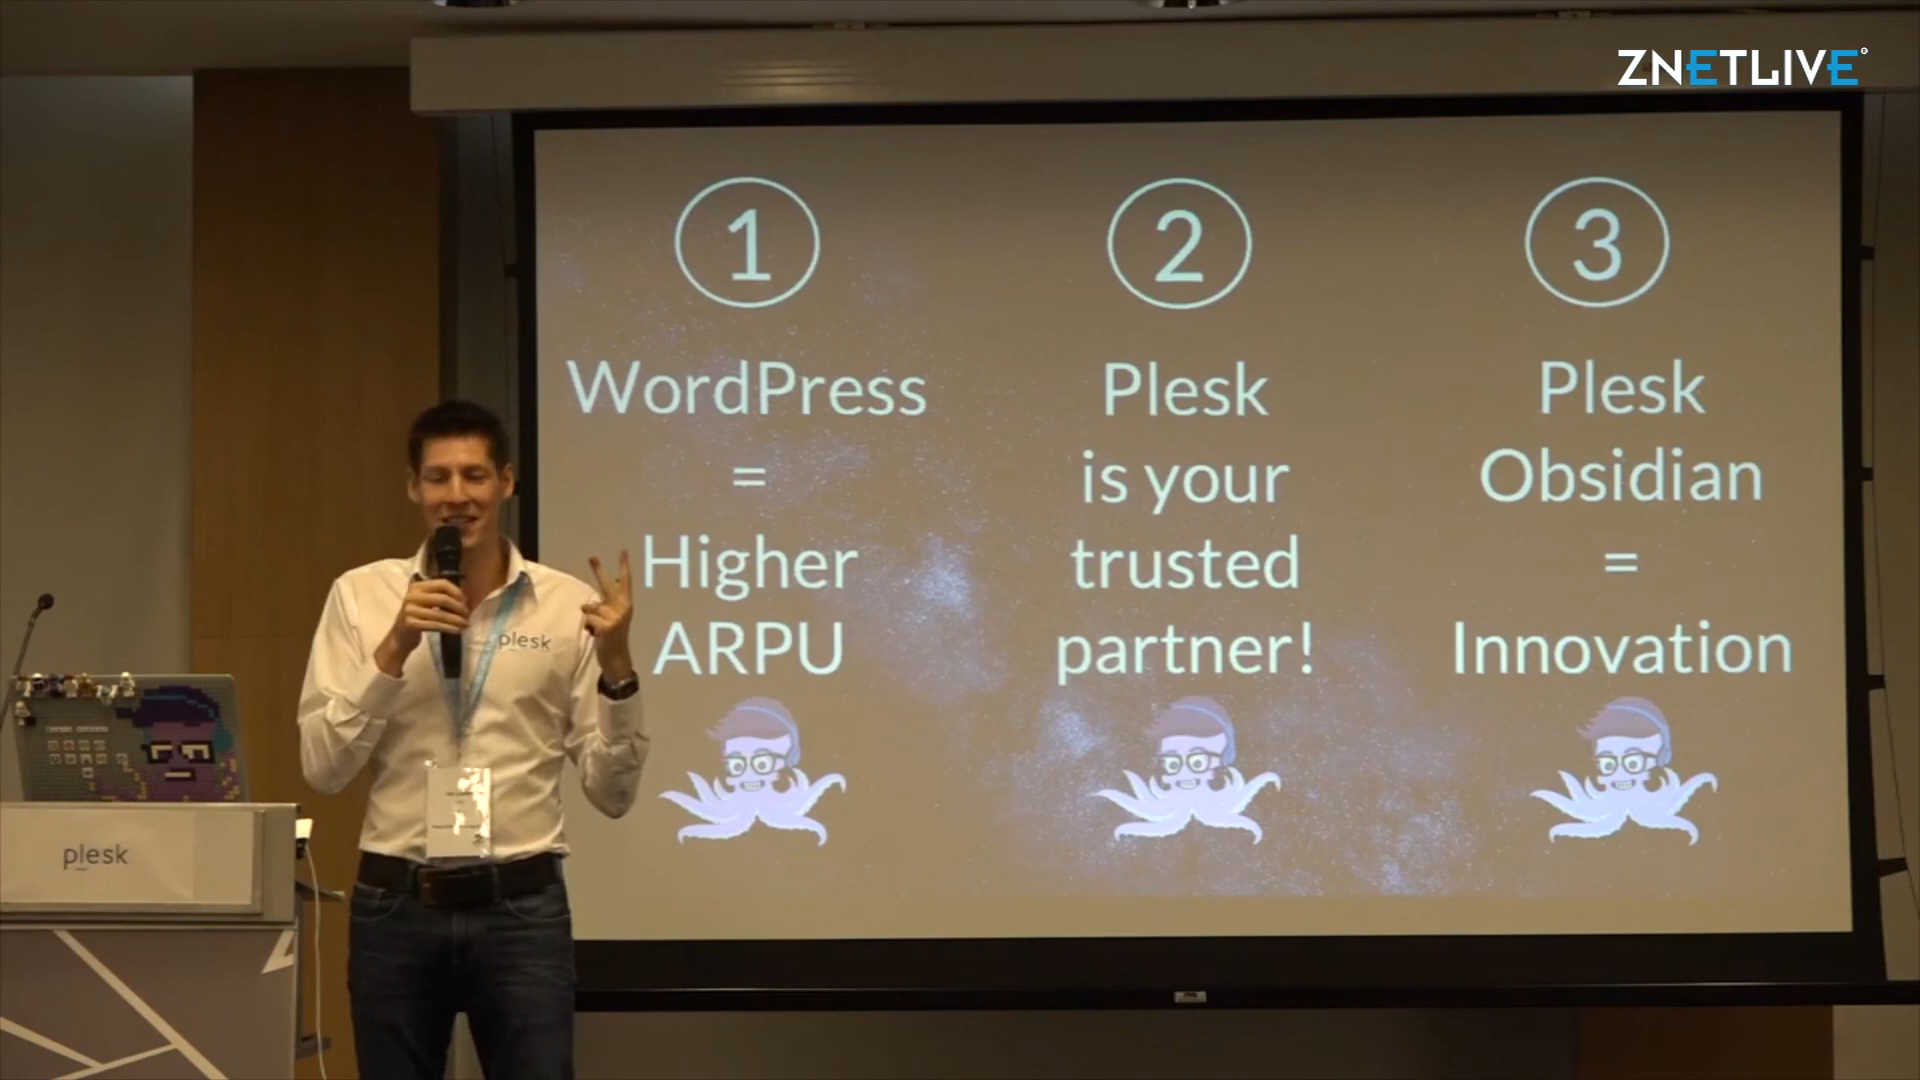 ZNETLIVE
1
WordPress
=
Higher
ARPU
2
Plesk
is your
trusted
partner!
3
Plesk
Obsidian
=
Innovation
plesk
plesk